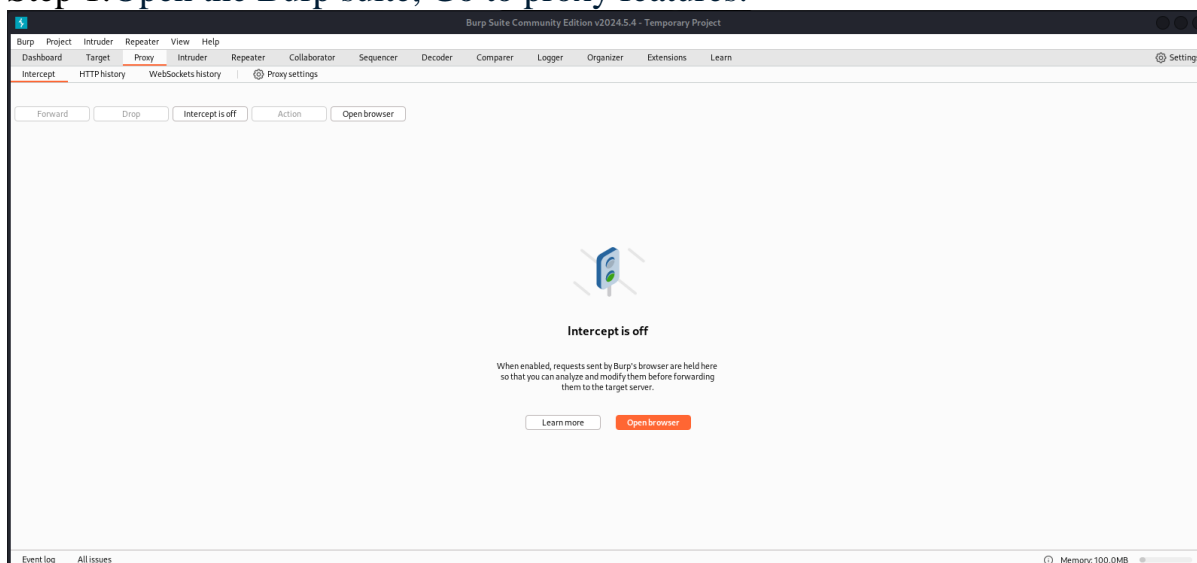 Step 1:Open the Burp suite, Go to proxy features.
Burp Suite Community Edition v2024.5.4 - Temporary Project
Burp Project Intruder Repeater View Help
Dashboard Target Proxy Intruder Repeater Collaborator Sequencer Decoder Comparer Logger Organizer Extensions Learn Settings
Intercept HTTP history WebSockets history Proxy settings
Forward Drop Intercept is off Action Open browser
Intercept is off
When enabled, requests sent by Burp's browser are held here
so that you can analyze and modify them before forwarding
them to the target server.
Learn more Open browser
Event log All issues Memory: 100.0MB